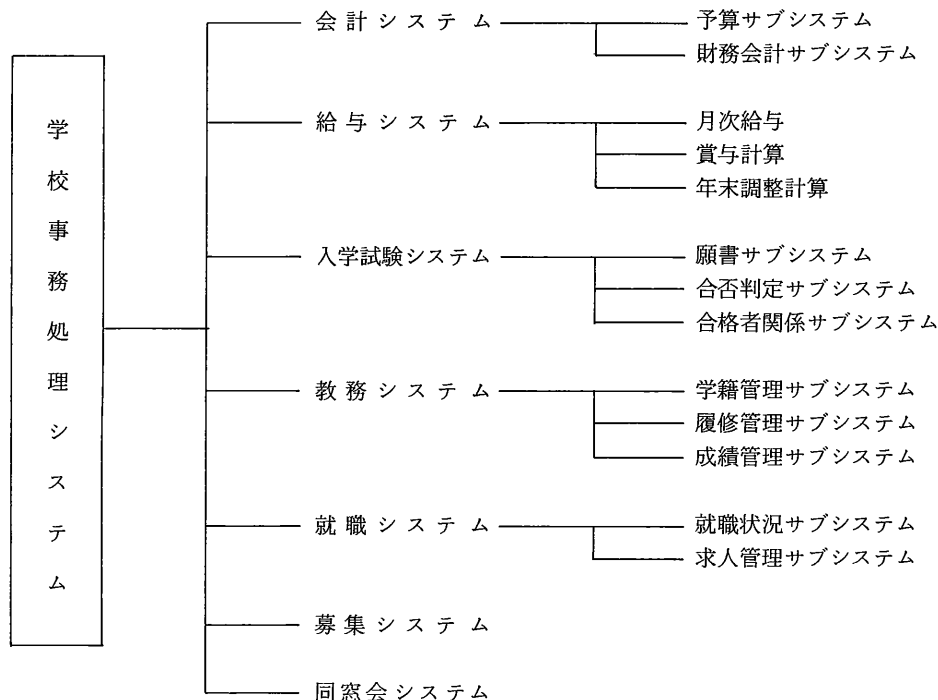 学校事務処理システム
会計システム
予算サブシステム
財務会計サブシステム
給与システム
月次給与
賞与計算
年末調整計算
入学試験システム
願書サブシステム
合否判定サブシステム
合格者関係サブシステム
教務システム
学籍管理サブシステム
履修管理サブシステム
成績管理サブシステム
就職システム
就職状況サブシステム
求人管理サブシステム
募集システム
同窓会システム